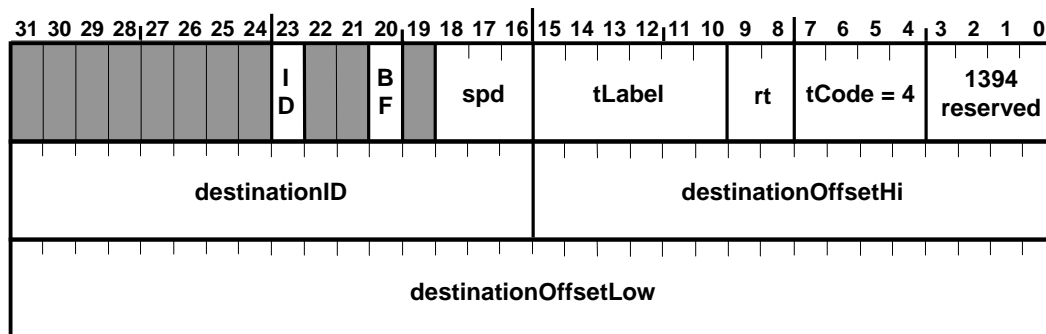 31 30 29 28 27 26 25 24 23 22 21 20 19 18 17 16 15 14 13 12 11 10 9 8 7 6 5 4 3 2 1 0
ID BF spd tLabel rt tCode = 4 1394 reserved
destinationID destinationOffsetHi
destinationOffsetLow